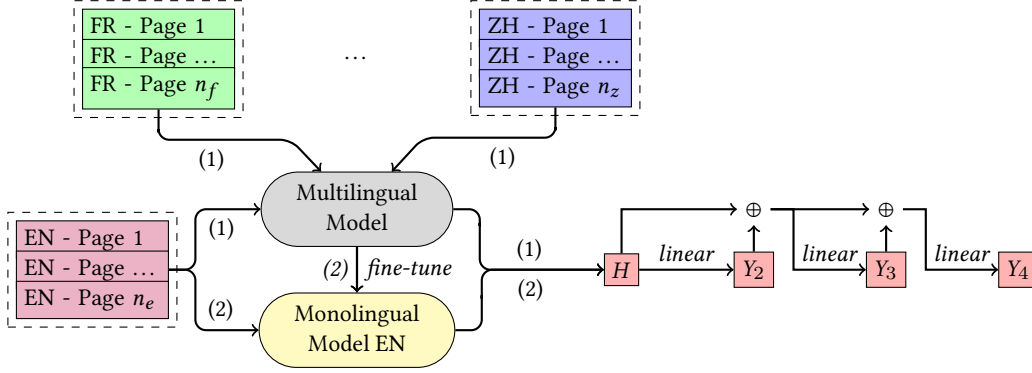 FR - Page 1
FR - Page …
FR - Page n_f
…
ZH - Page 1
ZH - Page …
ZH - Page n_z
(1)
(1)
Multilingual
Model
EN - Page 1
EN - Page …
EN - Page n_e
(1)
(2)
(2) fine-tune
Monolingual
Model EN
(1)
(2)
H
linear
Y_2
⊕
linear
Y_3
⊕
linear
Y_4